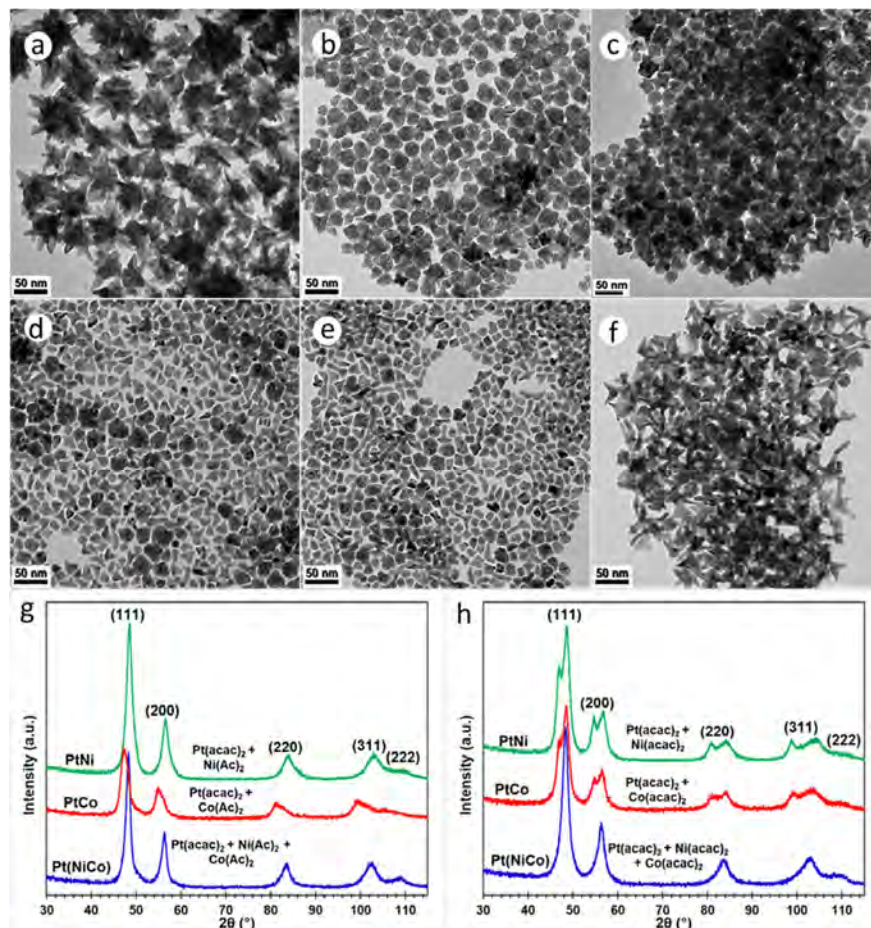 a
b
c
50 nm
50 nm
50 nm
d
e
f
50 nm
50 nm
50 nm
g
(111)
(200)
(220)
(311)
(222)
PtNi
Pt(acac)2 +
Ni(Ac)2
PtCo
Pt(acac)2 +
Co(Ac)2
Pt(NiCo)
Pt(acac)2 + Ni(Ac)2 +
Co(Ac)2
Intensity (a.u.)
30 40 50 60 70 80 90 100 110
2θ (°)
h
(111)
(200)
(220)
(311)
(222)
PtNi
Pt(acac)2 +
Ni(acac)2
PtCo
Pt(acac)2 +
Co(acac)2
Pt(NiCo)
Pt(acac)2 + Ni(acac)2
+ Co(acac)2
Intensity (a.u.)
30 40 50 60 70 80 90 100 110
2θ (°)